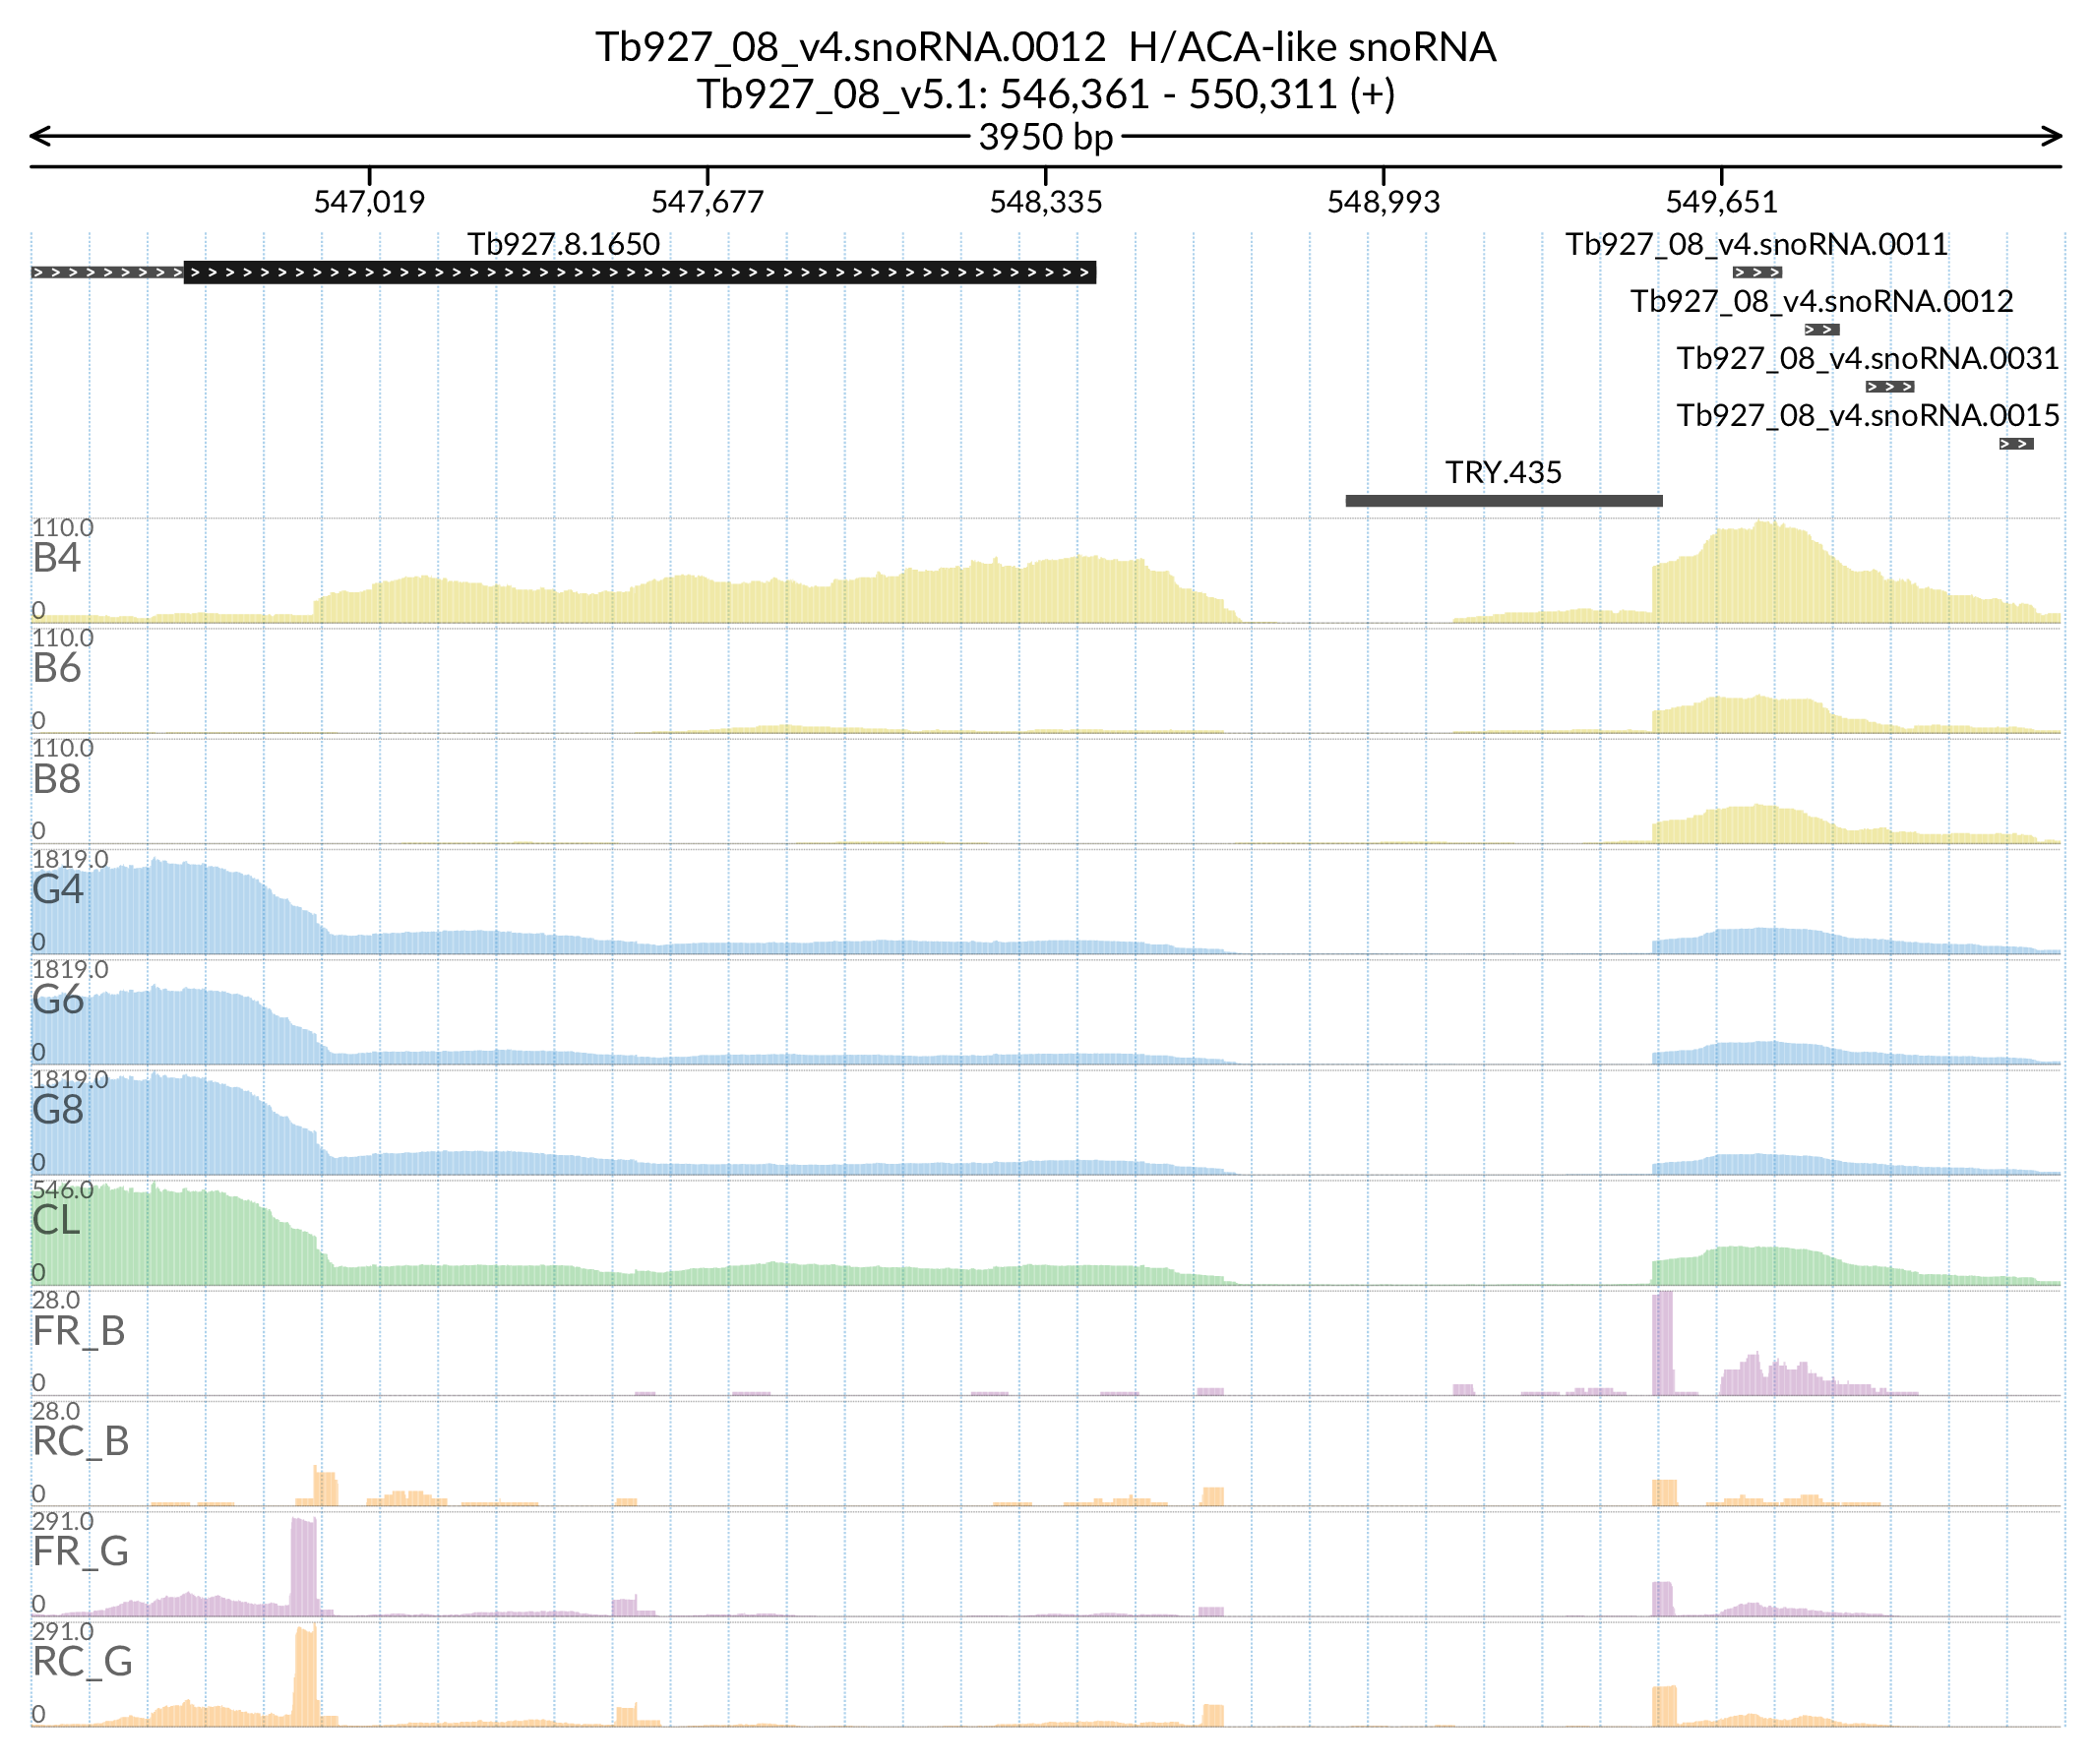 Tb927_08_v4.snoRNA.0012  H/ACA-like snoRNA
Tb927_08_v5.1: 546,361 - 550,311 (+)
3950 bp
547,019 547,677 548,335 548,993 549,651
Tb927.8.1650 Tb927_08_v4.snoRNA.0011
Tb927_08_v4.snoRNA.0012
Tb927_08_v4.snoRNA.0031
Tb927_08_v4.snoRNA.0015
TRY.435
110.0
B4
0
110.0
B6
0
110.0
B8
0
1819.0
G4
0
1819.0
G6
0
1819.0
G8
0
546.0
CL
0
28.0
FR_B
0
28.0
RC_B
0
291.0
FR_G
0
291.0
RC_G
0